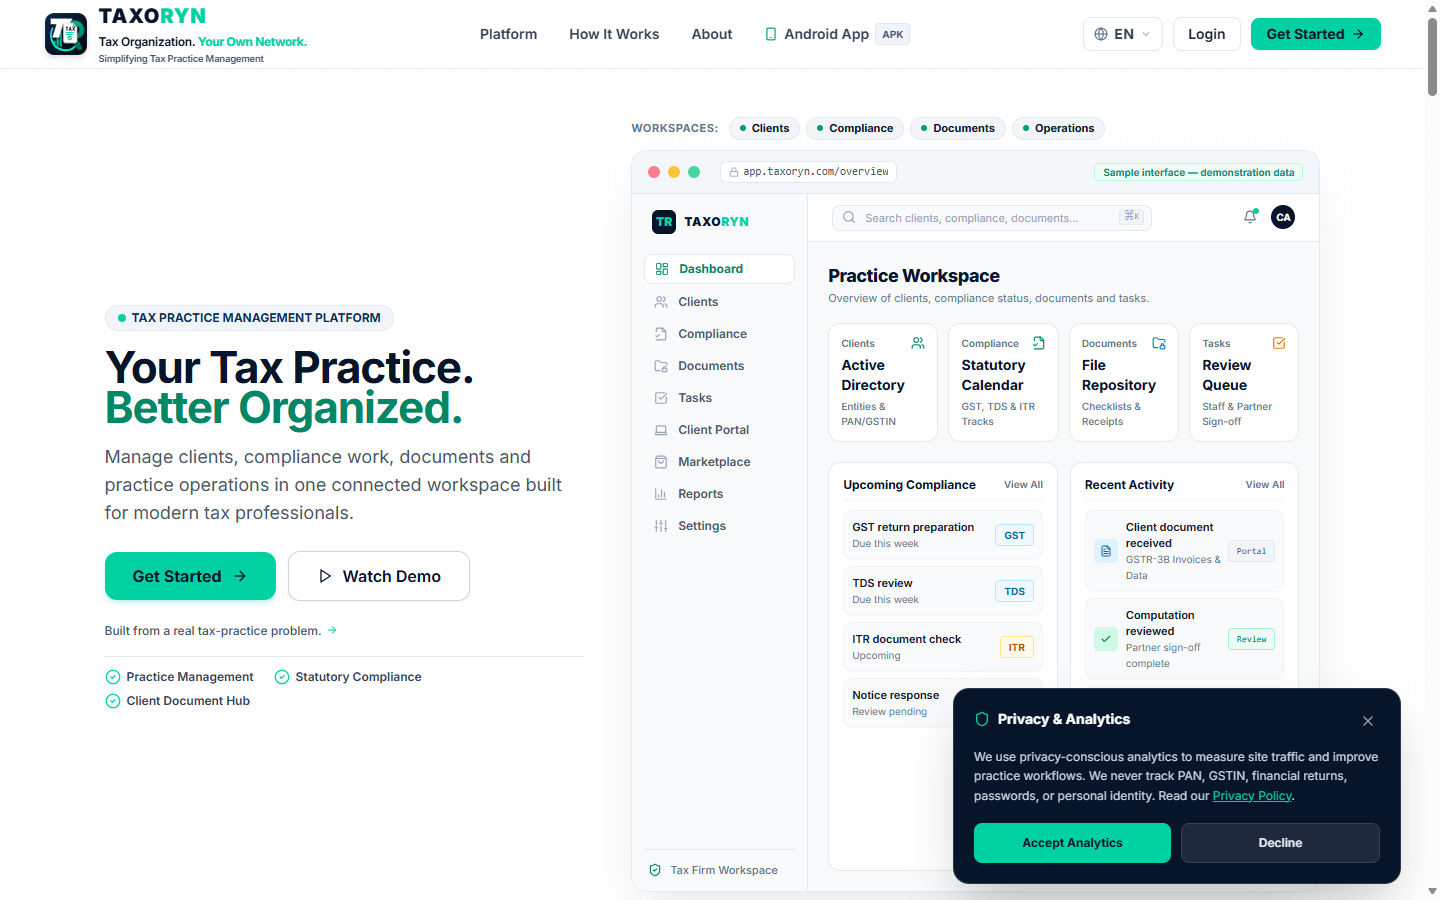 TAXORYN
Tax Organization. Your Own Network.
Simplifying Tax Practice Management
Platform
How It Works
About
Android App APK
EN
Login
Get Started
TAX PRACTICE MANAGEMENT PLATFORM
Your Tax Practice.
Better Organized.
Manage clients, compliance work, documents and
practice operations in one connected workspace built
for modern tax professionals.
Get Started
Watch Demo
Built from a real tax-practice problem.
Practice Management
Statutory Compliance
Client Document Hub
WORKSPACES:
Clients
Compliance
Documents
Operations
app.taxoryn.com/overview
Sample interface — demonstration data
TR TAXORYN
Search clients, compliance, documents...
⌘K
CA
Dashboard
Clients
Compliance
Documents
Tasks
Client Portal
Marketplace
Reports
Settings
Tax Firm Workspace
Practice Workspace
Overview of clients, compliance status, documents and tasks.
Clients
Active
Directory
Entities &
PAN/GSTIN
Compliance
Statutory
Calendar
GST, TDS & ITR
Tracks
Documents
File
Repository
Checklists &
Receipts
Tasks
Review
Queue
Staff & Partner
Sign-off
Upcoming Compliance
View All
GST return preparation
Due this week
GST
TDS review
Due this week
TDS
ITR document check
Upcoming
ITR
Notice response
Review pending
Recent Activity
View All
Client document
received
GSTR-3B Invoices &
Data
Portal
Computation
reviewed
Partner sign-off
complete
Review
Privacy & Analytics
We use privacy-conscious analytics to measure site traffic and improve
practice workflows. We never track PAN, GSTIN, financial returns,
passwords, or personal identity. Read our Privacy Policy.
Accept Analytics
Decline